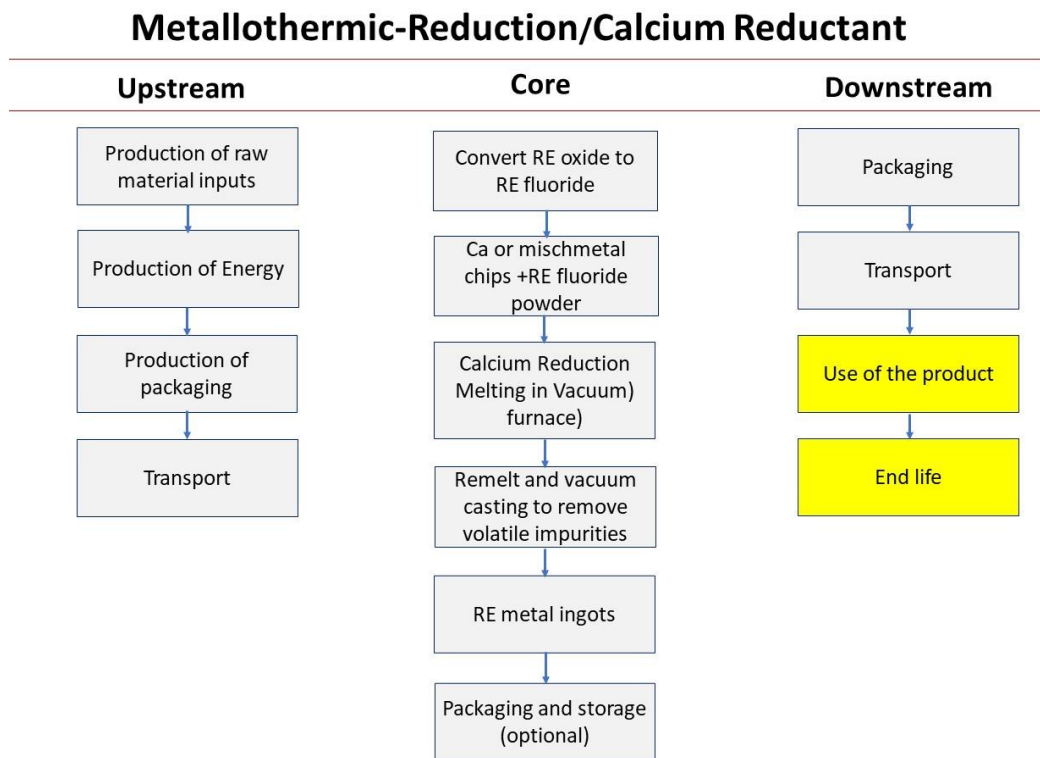 Metallothermic-Reduction/Calcium Reductant
Upstream
Core
Downstream
Production of raw
material inputs
Production of Energy
Production of
packaging
Transport
Convert RE oxide to
RE fluoride
Ca or mischmetal
chips +RE fluoride
powder
Calcium Reduction
Melting in Vacuum)
furnace)
Remelt and vacuum
casting to remove
volatile impurities
RE metal ingots
Packaging and storage
(optional)
Packaging
Transport
Use of the product
End life